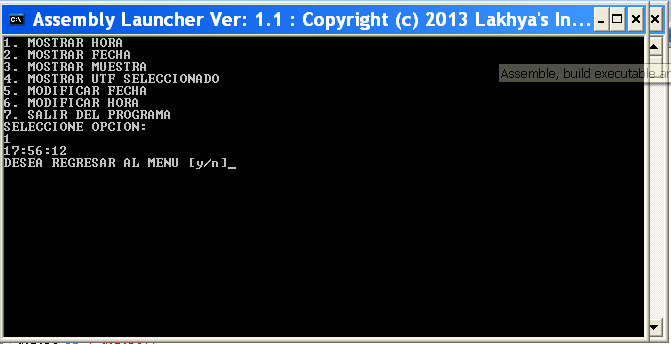 Assembly Launcher Ver: 1.1 : Copyright (c) 2013 Lakhya's In...
Assemble, build executable an
1. MOSTRAR HORA
2. MOSTRAR FECHA
3. MOSTRAR MUESTRA
4. MOSTRAR UTF SELECCIONADO
5. MODIFICAR FECHA
6. MODIFICAR HORA
7. SALIR DEL PROGRAMA
SELECCIONE OPCION:
1
17:56:12
DESEA REGRESAR AL MENU [y/n]_